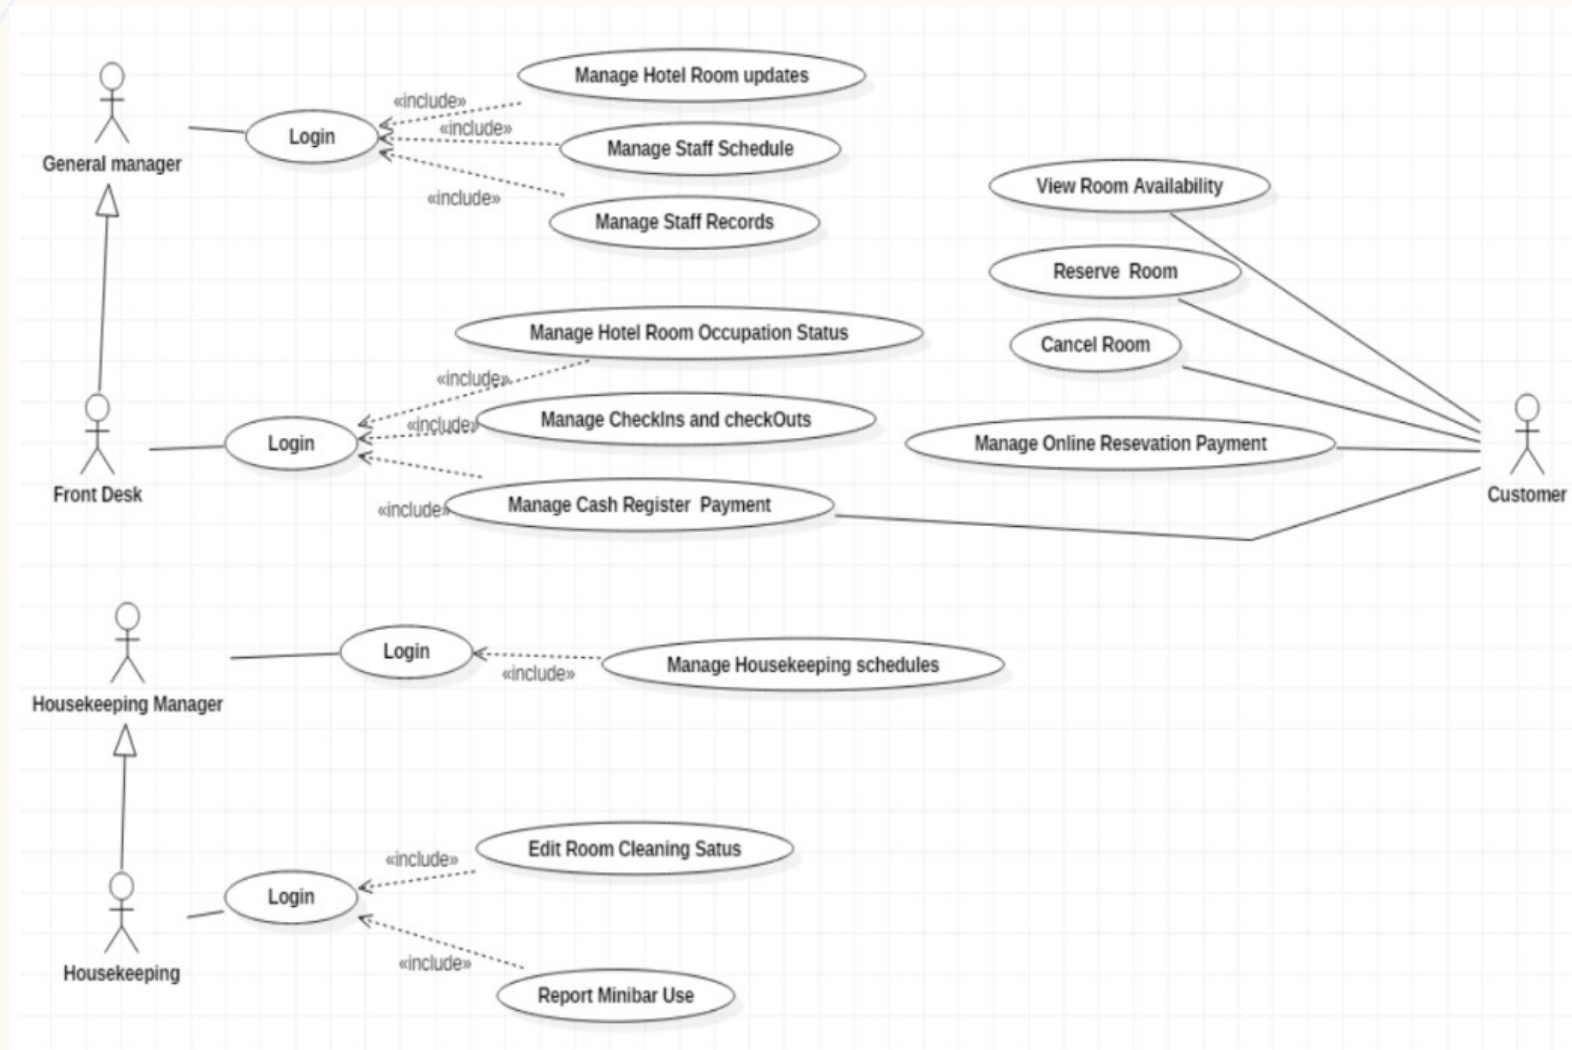 Manage Hotel Room updates
«include»
Login
«include»
Manage Staff Schedule
General manager
«include»
Manage Staff Records
View Room Availability
Reserve Room
Manage Hotel Room Occupation Status
Cancel Room
«include»
«include»
Manage CheckIns and checkOuts
Login
Manage Online Resevation Payment
Front Desk
«include»
Manage Cash Register Payment
Customer
Login
«include»
Manage Housekeeping schedules
Housekeeping Manager
Edit Room Cleaning Satus
«include»
Login
«include»
Housekeeping
Report Minibar Use